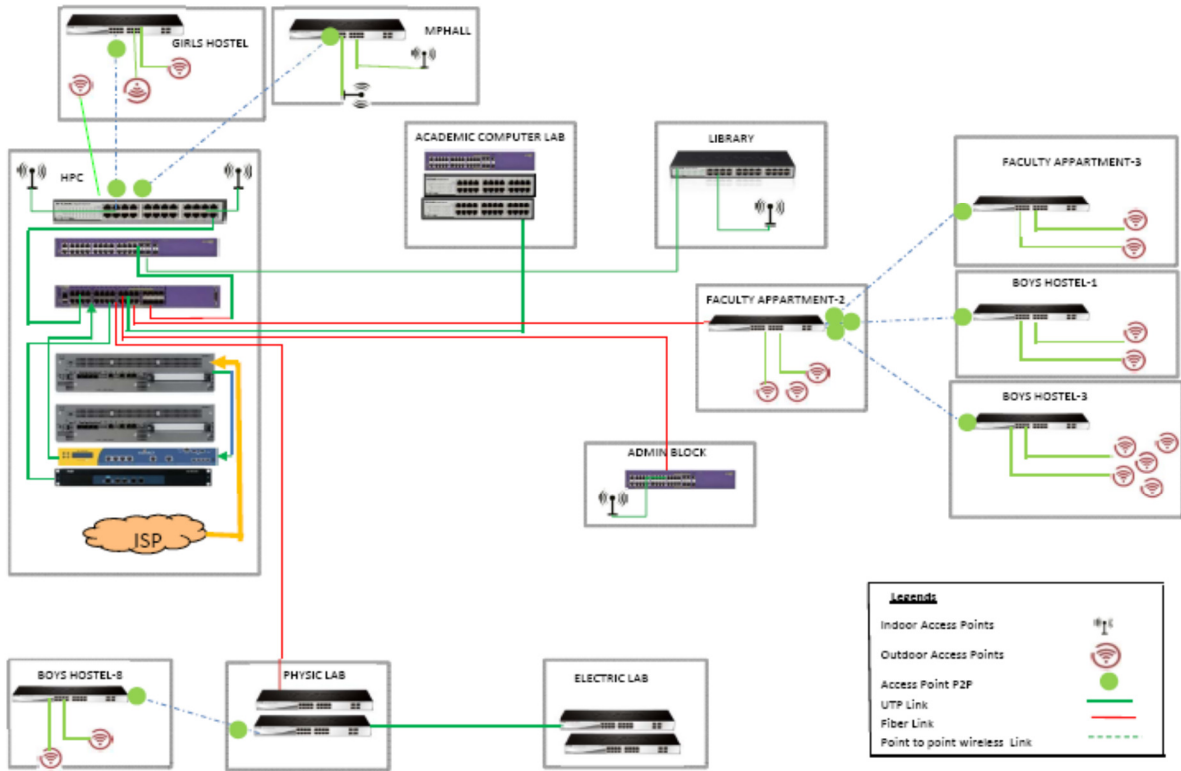 GIRLS HOSTEL
MPHALL
ACADEMIC COMPUTER LAB
LIBRARY
FACULTY APPARTMENT-3
HPC
BOYS HOSTEL-1
FACULTY APPARTMENT-2
BOYS HOSTEL-3
ADMIN BLOCK
ISP
Legends
Indoor Access Points
Outdoor Access Points
Access Point P2P
UTP Link
Fiber Link
Point to point wireless Link
BOYS HOSTEL-8
PHYSIC LAB
ELECTRIC LAB